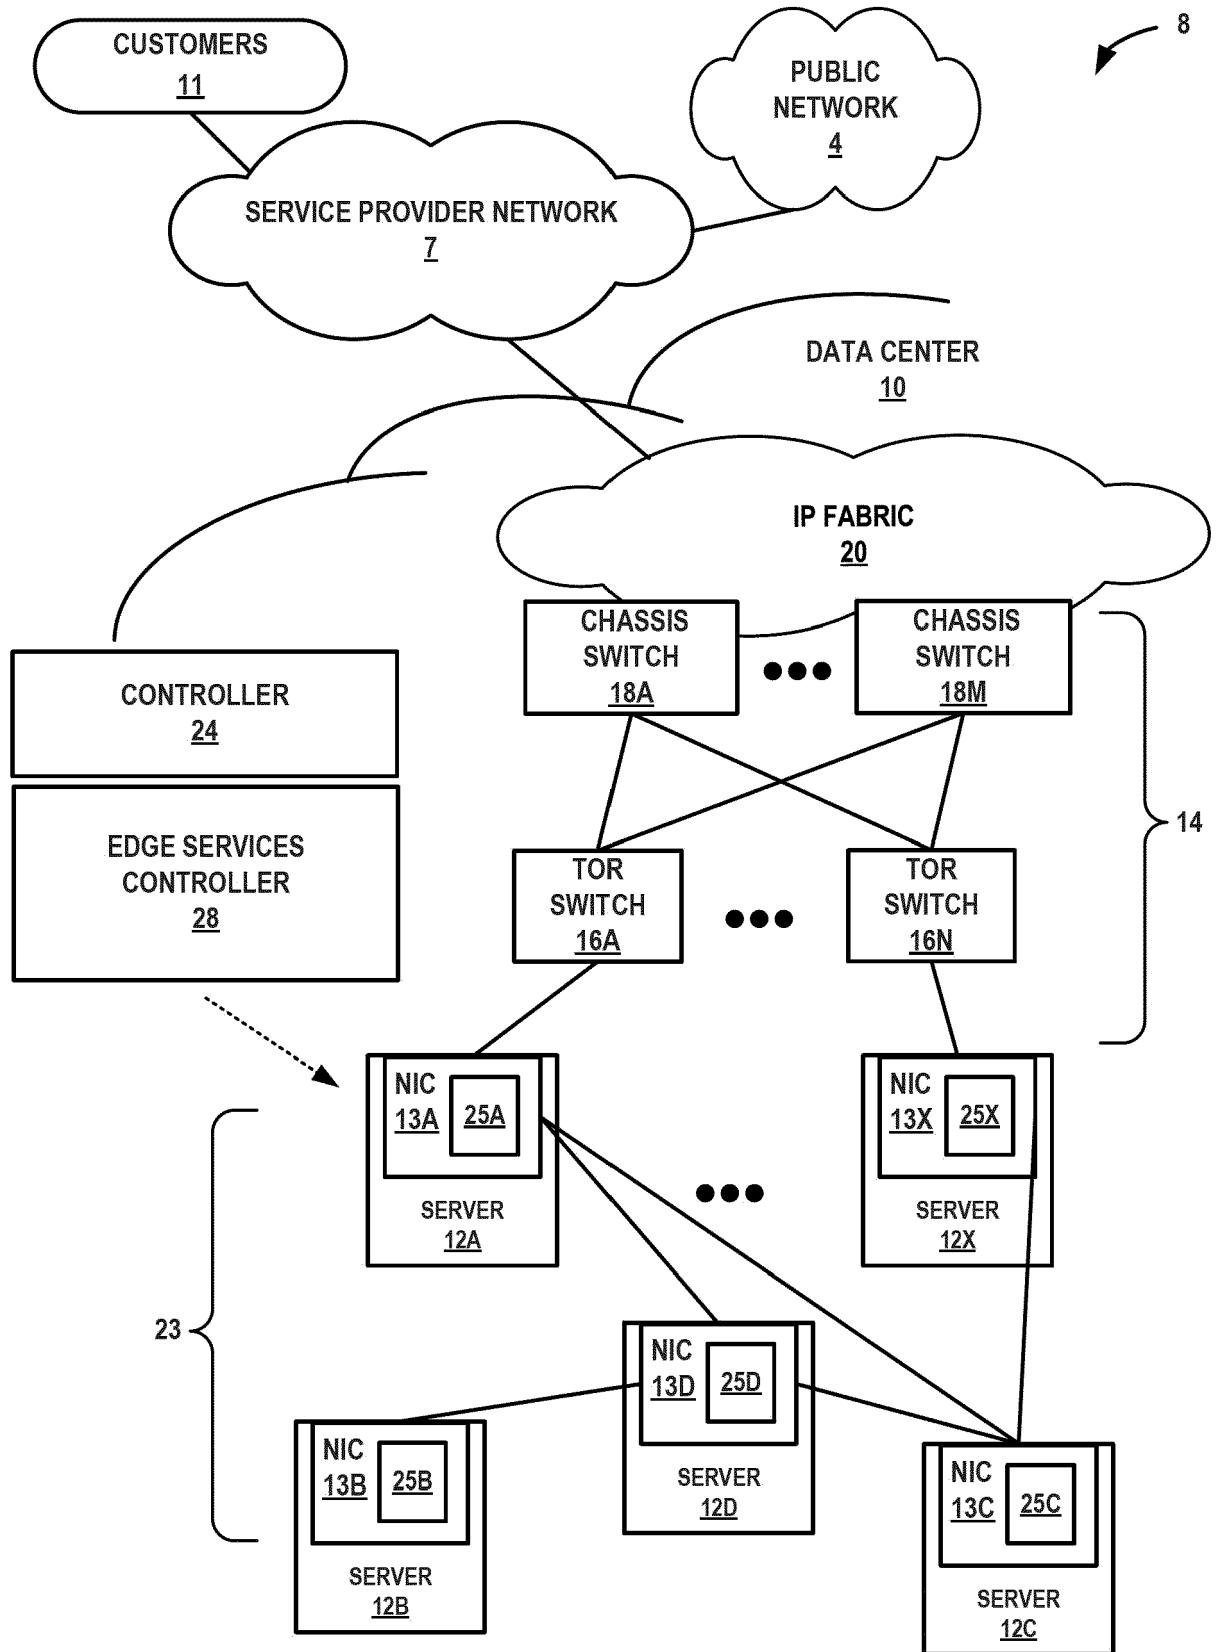 8
CUSTOMERS
11
PUBLIC
NETWORK
4
SERVICE PROVIDER NETWORK
7
DATA CENTER
10
IP FABRIC
20
CHASSIS
SWITCH
18A
CHASSIS
SWITCH
18M
CONTROLLER
24
EDGE SERVICES
CONTROLLER
28
14
TOR
SWITCH
16A
TOR
SWITCH
16N
NIC
13A
25A
SERVER
12A
NIC
13X
25X
SERVER
12X
23
NIC
13D
25D
SERVER
12D
NIC
13B
25B
SERVER
12B
NIC
13C
25C
SERVER
12C